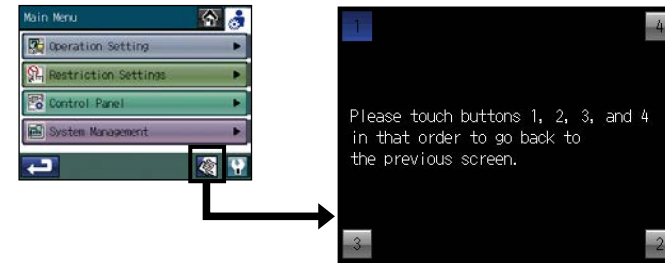 Main Menu
Operation Setting
Restriction Settings
Control Panel
System Management
1
4
Please touch buttons 1, 2, 3, and 4
in that order to go back to
the previous screen.
3
2